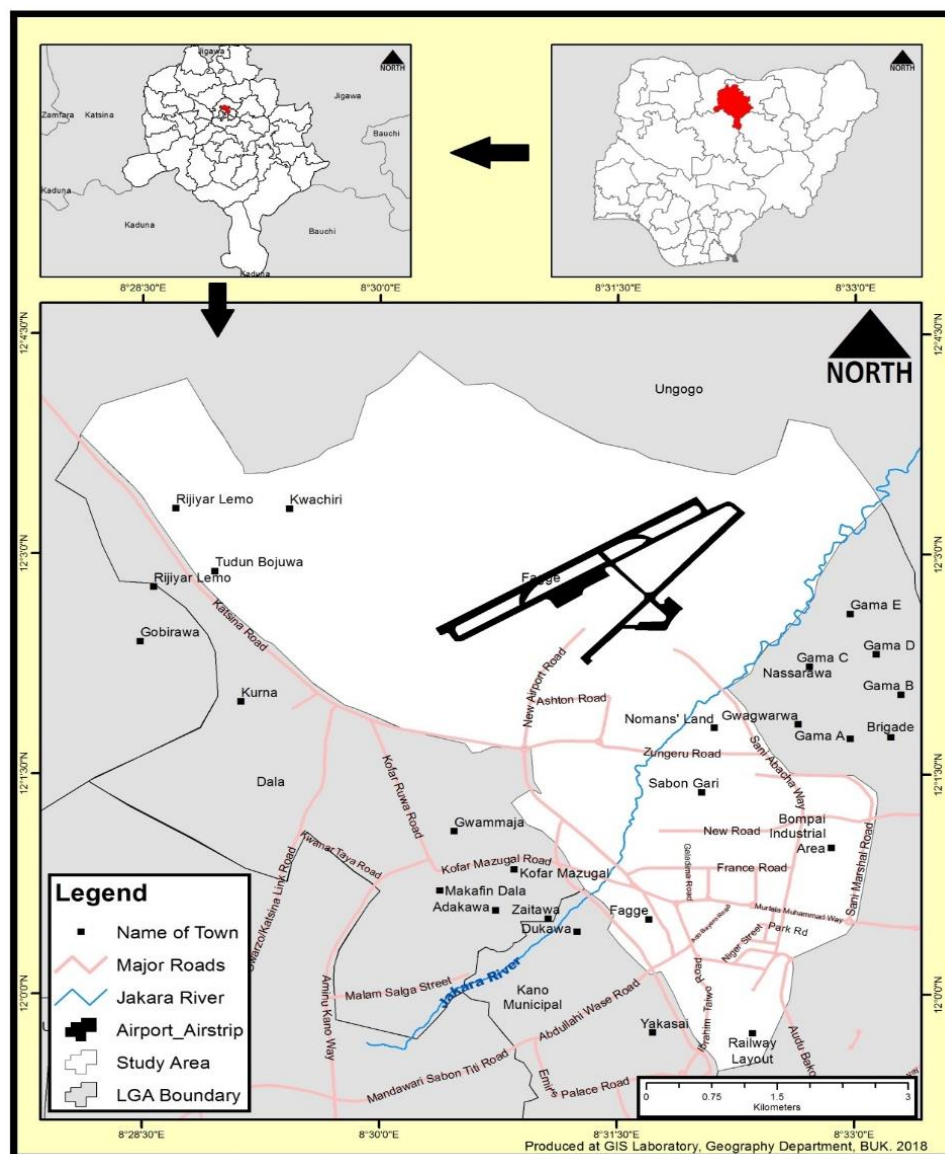 Jigawa
NORTH
Jigawa
Zamfara
Katsina
Bauchi
Kaduna
Kaduna
Bauchi
Kaduna
NORTH
8°28'30"E
8°30'0"E
8°31'30"E
8°33'0"E
12°4'30"N
12°4'30"N
NORTH
Ungogo
Rijiyar Lemo
Kwachiri
12°3'0"N
12°3'0"N
Tudun Bojuwa
Rijiyar Lemo
Fagge
Gama E
Gobirawa
Katsina Road
Gama D
Gama C
Nassarawa
Gama B
Kurna
New Airport Road
Ashton Road
Nomans' Land
Gwagwarwa
Gama A
Brigade
Zungeru Road
Sani Abacha Way
12°1'30"N
12°1'30"N
Dala
Kofar Ruwa Road
Sabon Gari
Gwammaja
New Road
Bompai
Industrial
Area
Kwanar Taya Road
Kofar Mazugal Road
Kofar Mazugal
Galadima Road
France Road
Sani Marshal Road
Makafin Dala
Adakawa
Zaitawa
Dukawa
Fagge
Murtala Muhammad Way
Park Rd
Niger Street
Jakara River
Malam Salga Street
Kano
Municipal
Abdullahi Wase Road
Aminu Kano Way
12°0'0"N
12°0'0"N
Yakasai
Ibrahim Taiwo Road
Railway
Layout
Audu Bako
Mandawari Sabon Titi Road
Emir's Palace Road
Legend
Name of Town
Major Roads
Jakara River
Airport_Airstrip
Study Area
LGA Boundary
0 0.75 1.5 3
Kilometers
8°28'30"E
8°30'0"E
8°31'30"E
8°33'0"E
Produced at GIS Laboratory, Geography Department, BUK. 2018